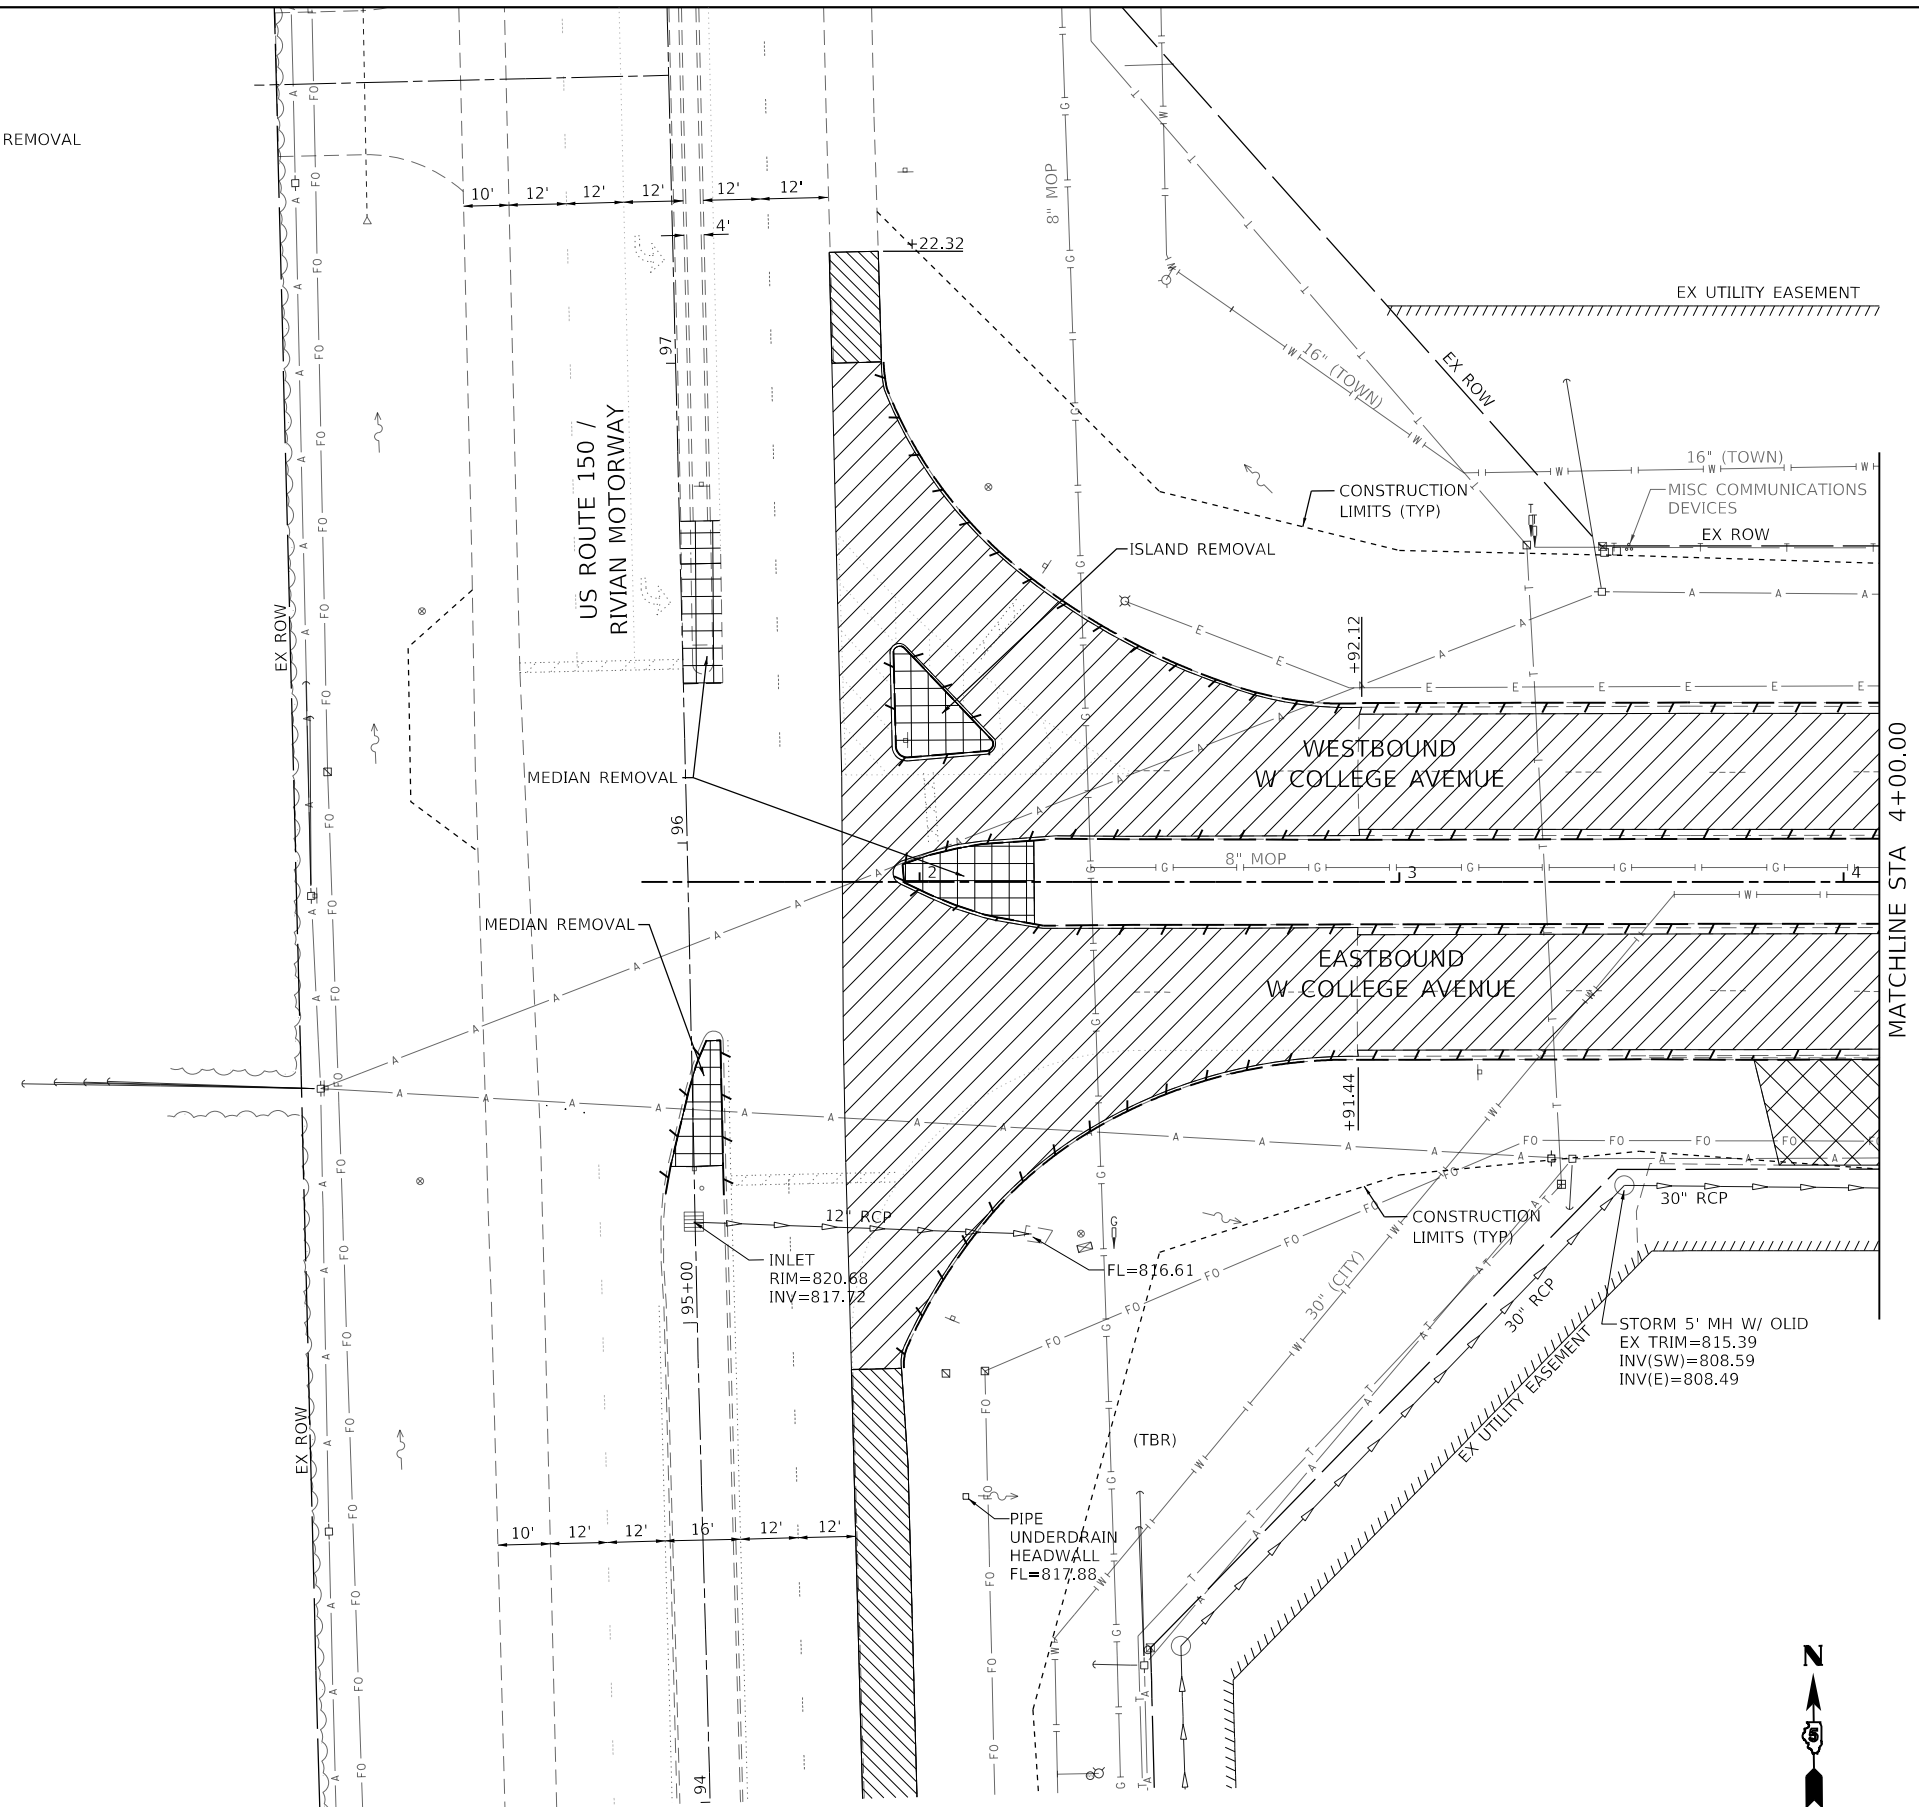 REMOVAL
10' 12' 12' 12' 12' 12'
4'
+22.32
8" MOP
EX UTILITY EASEMENT
97
16" (TOWN)
EX ROW
US ROUTE 150 /
RIVIAN MOTORWAY
16" (TOWN)
CONSTRUCTION
LIMITS (TYP)
MISC COMMUNICATIONS
DEVICES
EX ROW
ISLAND REMOVAL
EX ROW
+92.12
WESTBOUND
W COLLEGE AVENUE
MEDIAN REMOVAL
96
MATCHLINE STA 4+00.00
8" MOP
2
3
4
MEDIAN REMOVAL
EASTBOUND
W COLLEGE AVENUE
+91.44
30" RCP
12" RCP
CONSTRUCTION
LIMITS (TYP)
INLET
RIM=820.68
INV=817.72
FL=816.61
95+00
30" (CITY)
30" RCP
STORM 5' MH W/ OLID
EX TRIM=815.39
INV(SW)=808.59
INV(E)=808.49
EX UTILITY EASEMENT
EX ROW
(TBR)
10' 12' 12' 16' 12' 12'
PIPE
UNDERDRAIN
HEADWALL
FL=817.88
N
5
94